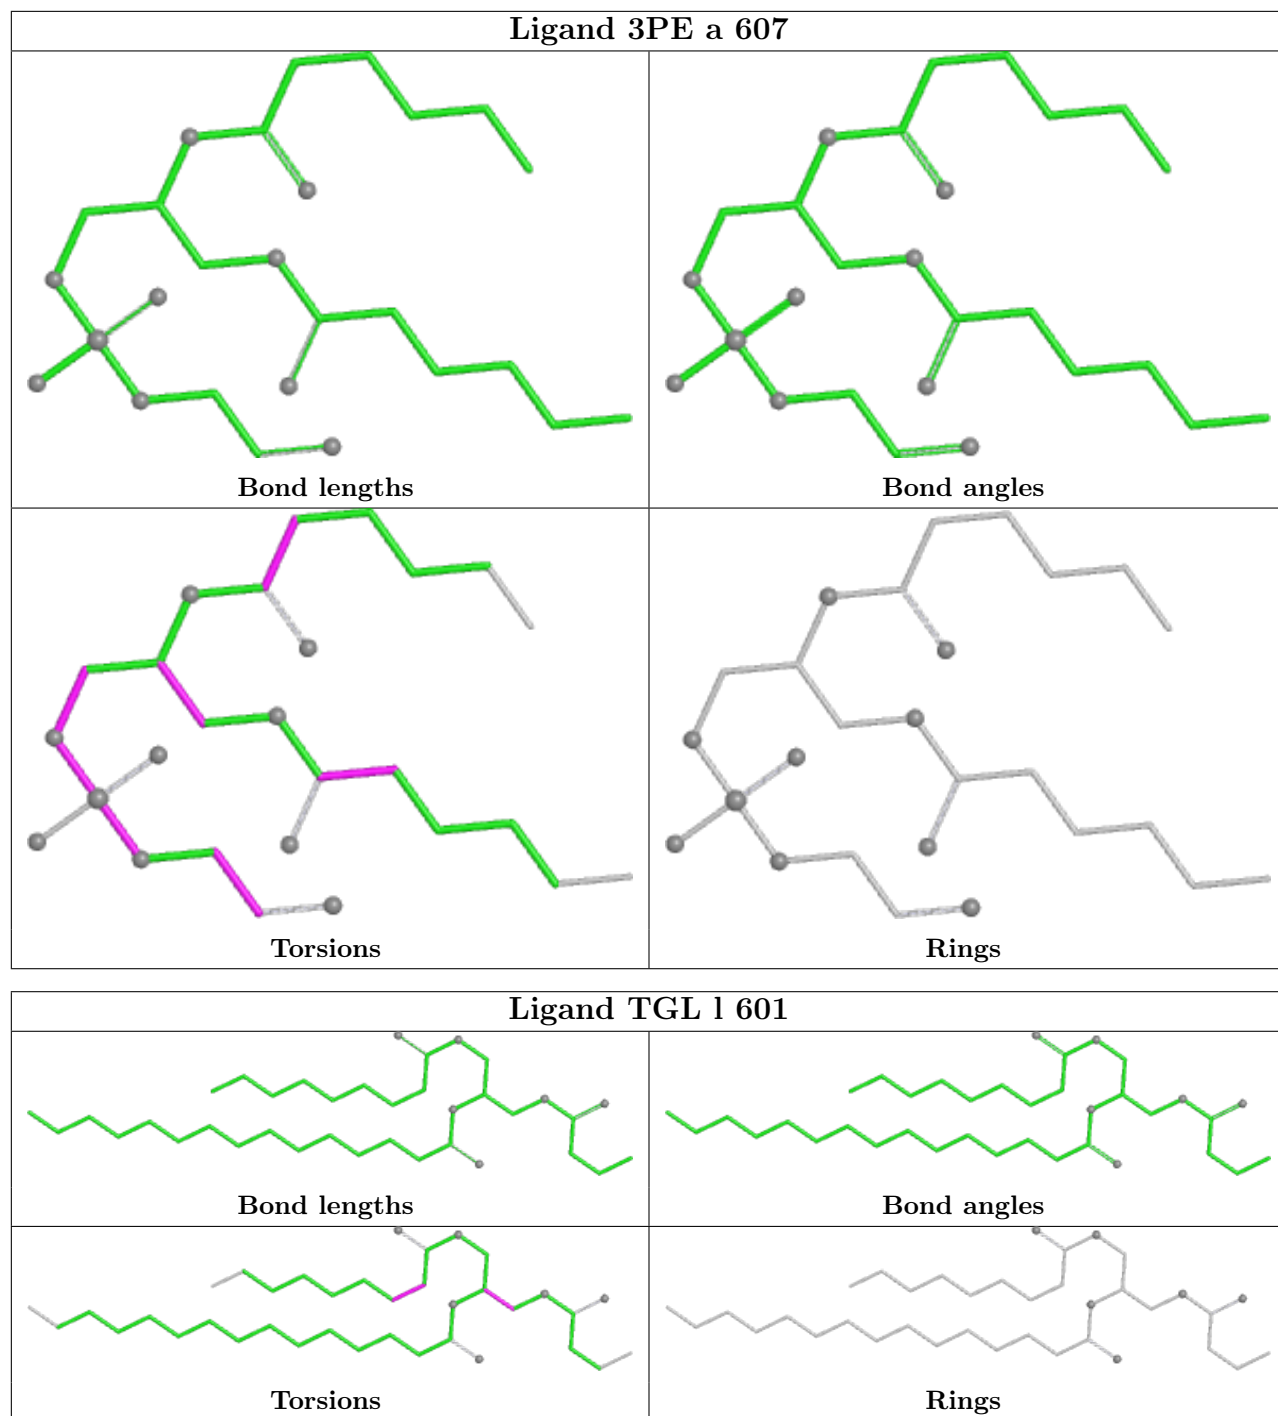 Ligand 3PE a 607
Bond lengths
Bond angles
Torsions
Rings
Ligand TGL l 601
Bond lengths
Bond angles
Torsions
Rings